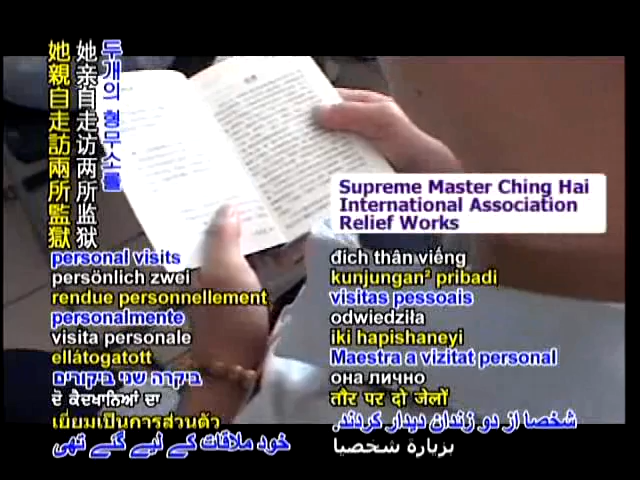 她親自走訪兩所監獄
她亲自走访两所监狱
두 개의 형무소를
Supreme Master Ching Hai
International Association
Relief Works
personal visits
persönlich zwei
rendue personnellement
personalmente
visita personale
ellátogatott
ביקרה שני ביקורים
ਦੋ ਕੈਦਖਾਨਿਆਂ ਦਾ
เยี่ยมเป็นการส่วนตัว
خود ملاقات کے لیے گئے تھی
đích thân viếng
kunjungan² pribadi
visitas pessoais
odwiedziła
iki hapishaneyi
Maestra a vizitat personal
она лично
तौर पर दो जेलों
شخصا از دو زندان دیدار کردند.
بزيارة شخصيا